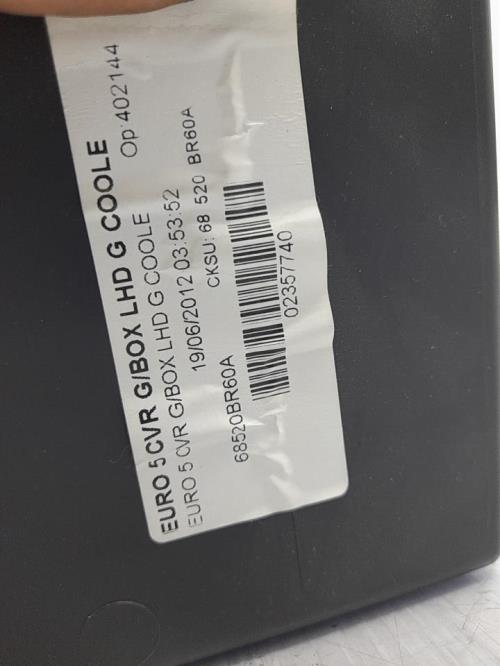 EURO 5 CVR G/BOX LHD G COOLE
EURO 5 CVR G/BOX LHD G COOLE Op:402144
19/06/2012 03:53:52
CKSU: 68 520 BR60A
68520BR60A
02357740